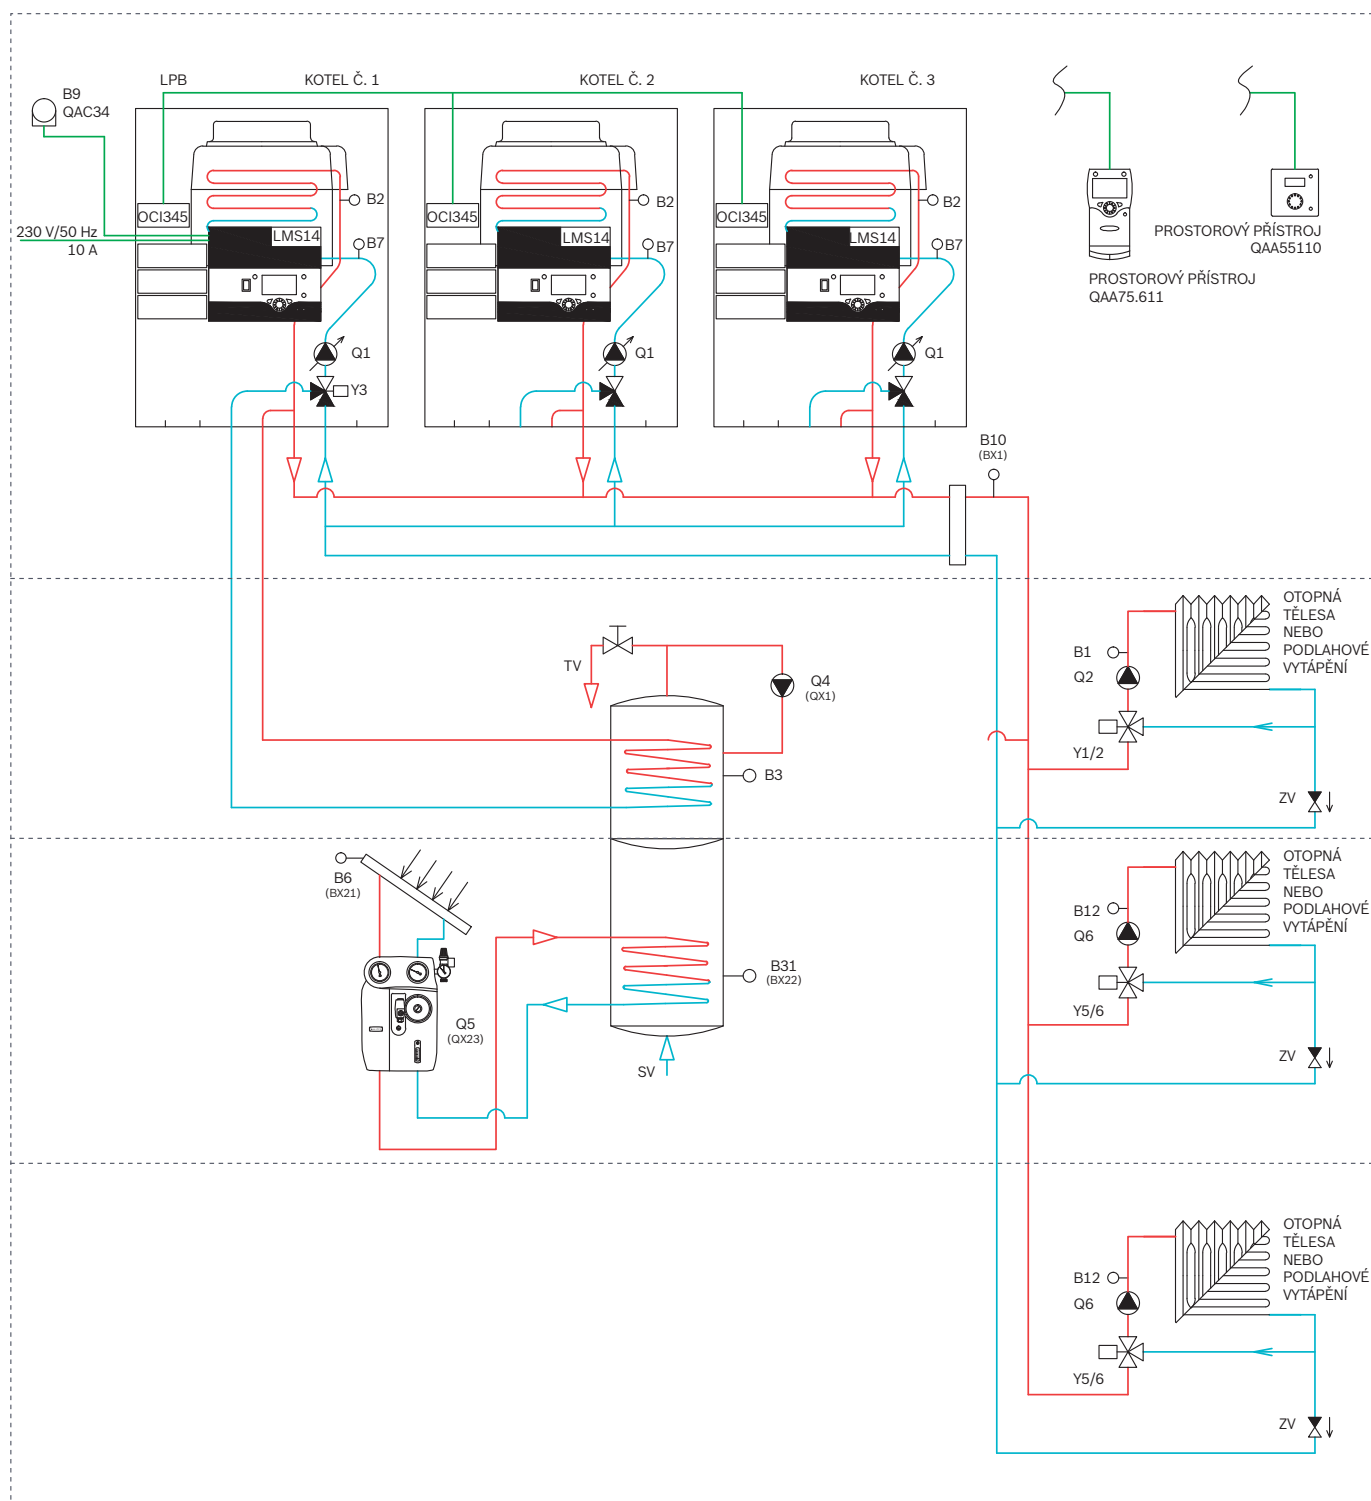 LPB
KOTEL Č. 1
KOTEL Č. 2
KOTEL Č. 3
B9
QAC34
OCI345
LMS14
B2
B7
OCI345
LMS14
B2
B7
OCI345
LMS14
B2
B7
230 V/50 Hz
10 A
PROSTOROVÝ PŘÍSTROJ
QAA55110
PROSTOROVÝ PŘÍSTROJ
QAA75.611
Q1
Y3
Q1
Q1
B10
(BX1)
TV
Q4
(QX1)
B3
B1
Q2
Y1/2
OTOPNÁ
TĚLESA
NEBO
PODLAHOVÉ
VYTÁPĚNÍ
ZV
B6
(BX21)
Q5
(QX23)
B31
(BX22)
SV
B12
Q6
Y5/6
OTOPNÁ
TĚLESA
NEBO
PODLAHOVÉ
VYTÁPĚNÍ
ZV
B12
Q6
Y5/6
OTOPNÁ
TĚLESA
NEBO
PODLAHOVÉ
VYTÁPĚNÍ
ZV